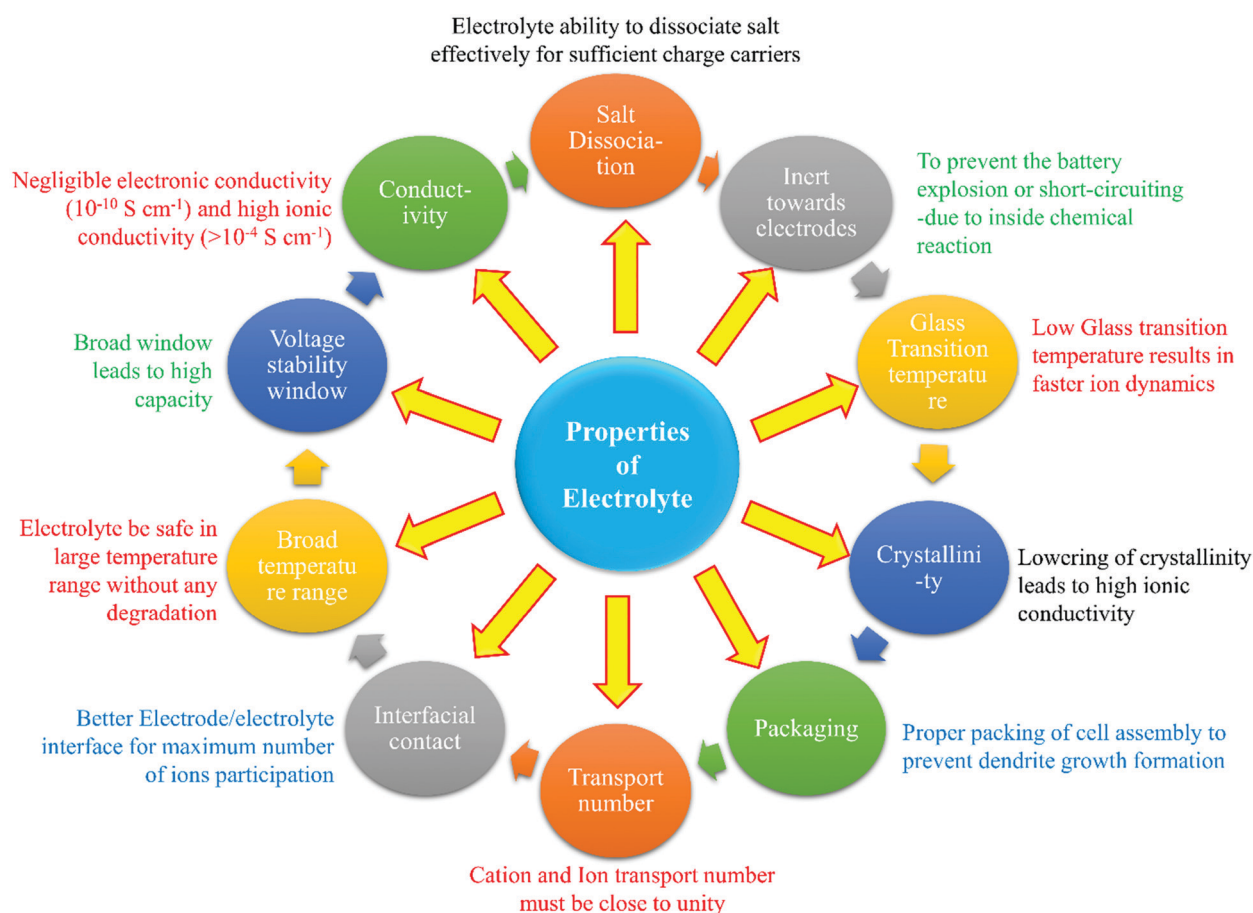 Electrolyte ability to dissociate salt
effectively for sufficient charge carriers
Salt
Dissocia-
tion
Inert
towards
electrodes
To prevent the battery
explosion or short-circuiting
-due to inside chemical
reaction
Glass
Transition
temperatu
re
Low Glass transition
temperature results in
faster ion dynamics
Crystallini
-ty
Lowering of crystallinity
leads to high ionic
conductivity
Packaging
Proper packing of cell assembly to
prevent dendrite growth formation
Transport
number
Cation and Ion transport number
must be close to unity
Interfacial
contact
Better Electrode/electrolyte
interface for maximum number
of ions participation
Broad
temperatu
re range
Electrolyte be safe in
large temperature
range without any
degradation
Voltage
stability
window
Broad window
leads to high
capacity
Conduct-
ivity
Negligible electronic conductivity
(10⁻¹⁰ S cm⁻¹) and high ionic
conductivity (>10⁻⁴ S cm⁻¹)
Properties
of
Electrolyte